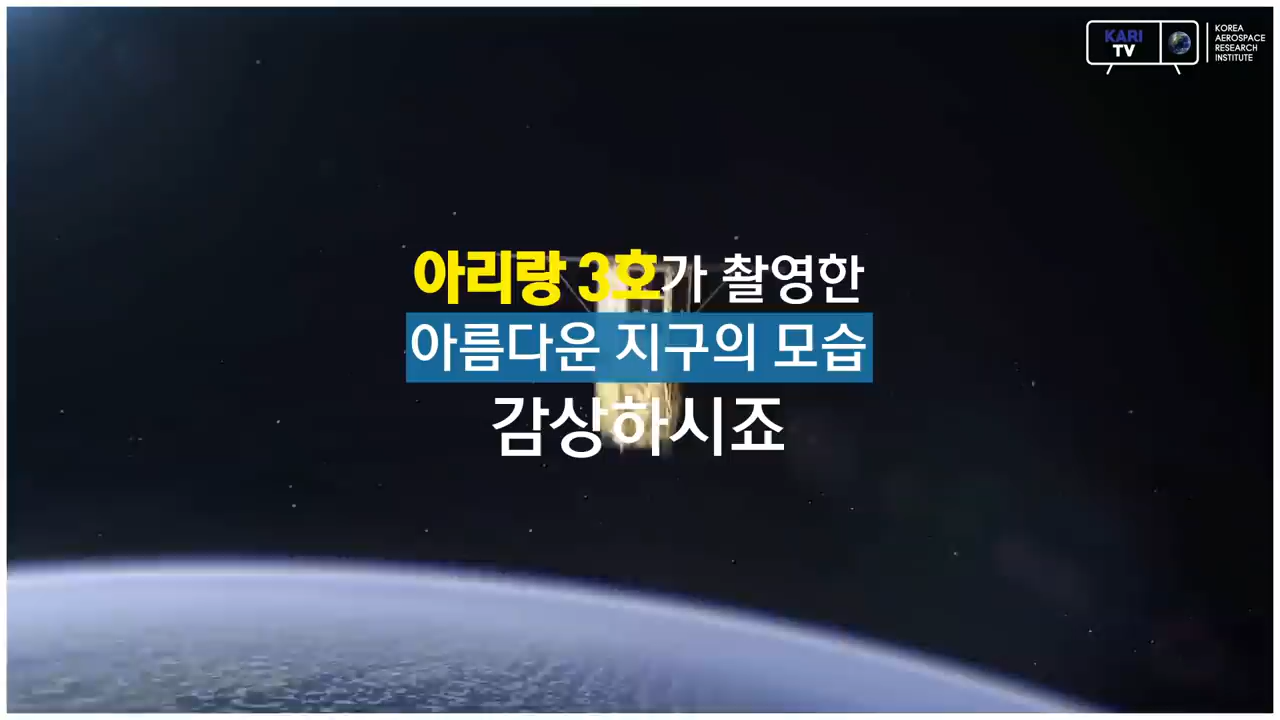 KARI
TV
KOREA
AEROSPACE
RESEARCH
INSTITUTE
아리랑 3호가 촬영한
아름다운 지구의 모습
감상하시죠